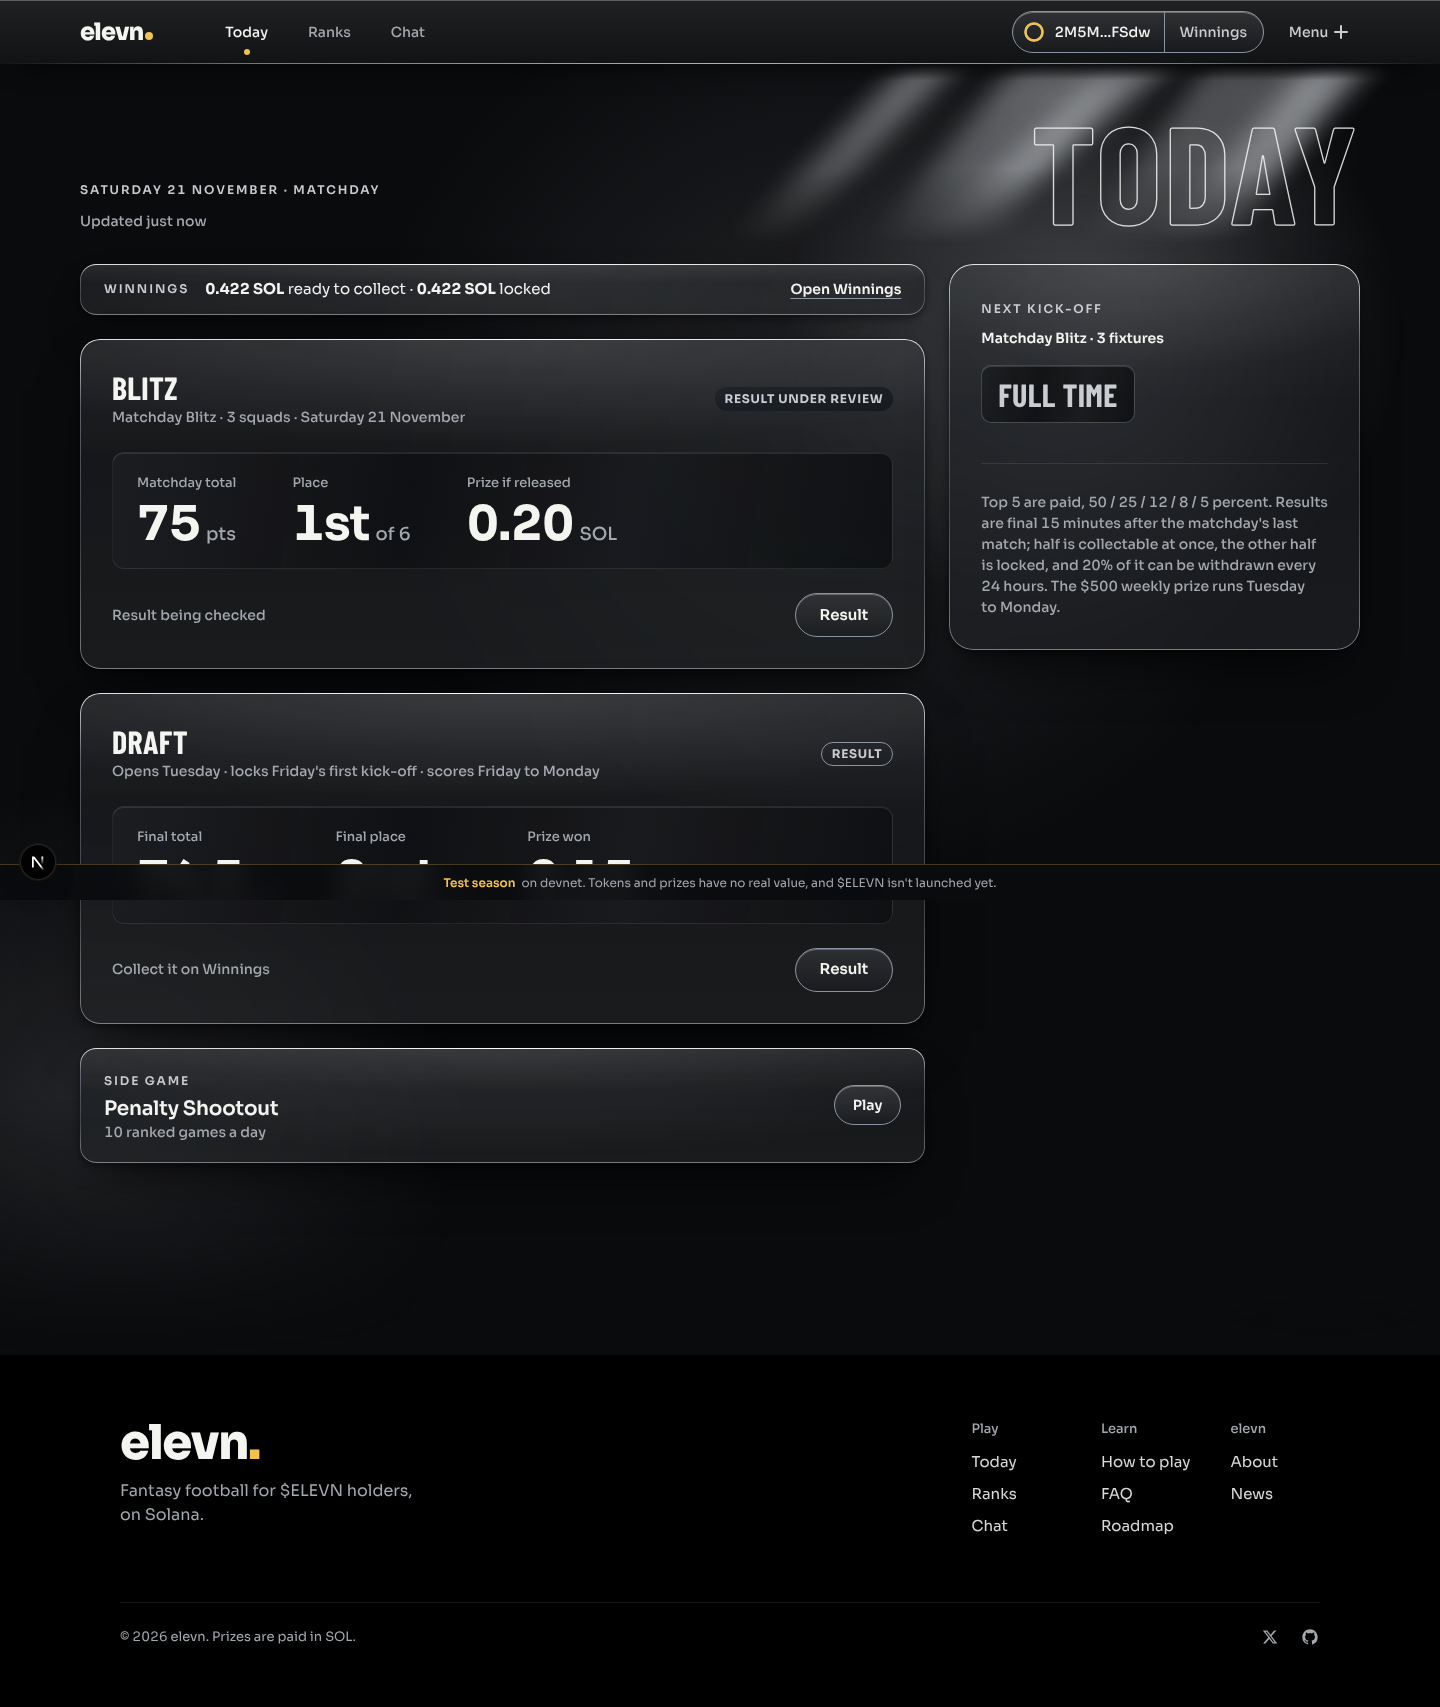 elevn.
Today
Ranks
Chat
2M5M...FSdw
Winnings
Menu
TODAY
SATURDAY 21 NOVEMBER · MATCHDAY
Updated just now
WINNINGS 0.422 SOL ready to collect · 0.422 SOL locked
Open Winnings
BLITZ
Matchday Blitz · 3 squads · Saturday 21 November
RESULT UNDER REVIEW
Matchday total
75 pts
Place
1st of 6
Prize if released
0.20 SOL
Result being checked
Result
NEXT KICK-OFF
Matchday Blitz · 3 fixtures
FULL TIME
Top 5 are paid, 50 / 25 / 12 / 8 / 5 percent. Results
are final 15 minutes after the matchday's last
match; half is collectable at once, the other half
is locked, and 20% of it can be withdrawn every
24 hours. The $500 weekly prize runs Tuesday
to Monday.
DRAFT
Opens Tuesday · locks Friday's first kick-off · scores Friday to Monday
RESULT
Final total
Final place
Prize won
N
Test season on devnet. Tokens and prizes have no real value, and $ELEVN isn't launched yet.
Collect it on Winnings
Result
SIDE GAME
Penalty Shootout
10 ranked games a day
Play
elevn.
Fantasy football for $ELEVN holders,
on Solana.
Play
Today
Ranks
Chat
Learn
How to play
FAQ
Roadmap
elevn
About
News
© 2026 elevn. Prizes are paid in SOL.